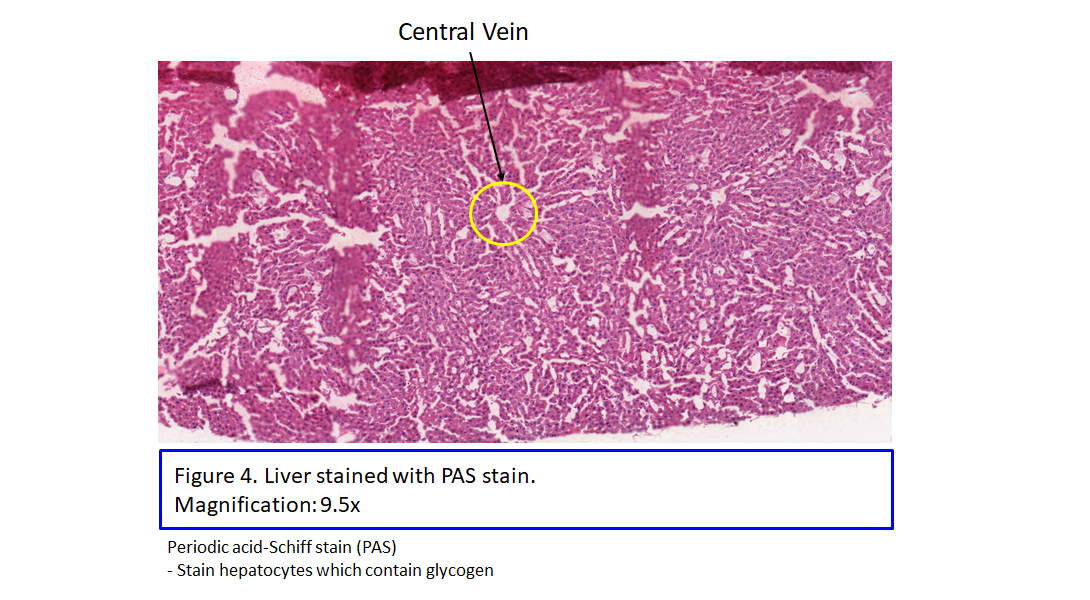 Central Vein
Figure 4. Liver stained with PAS stain.
Magnification: 9.5x
Periodic acid-Schiff stain (PAS)
- Stain hepatocytes which contain glycogen